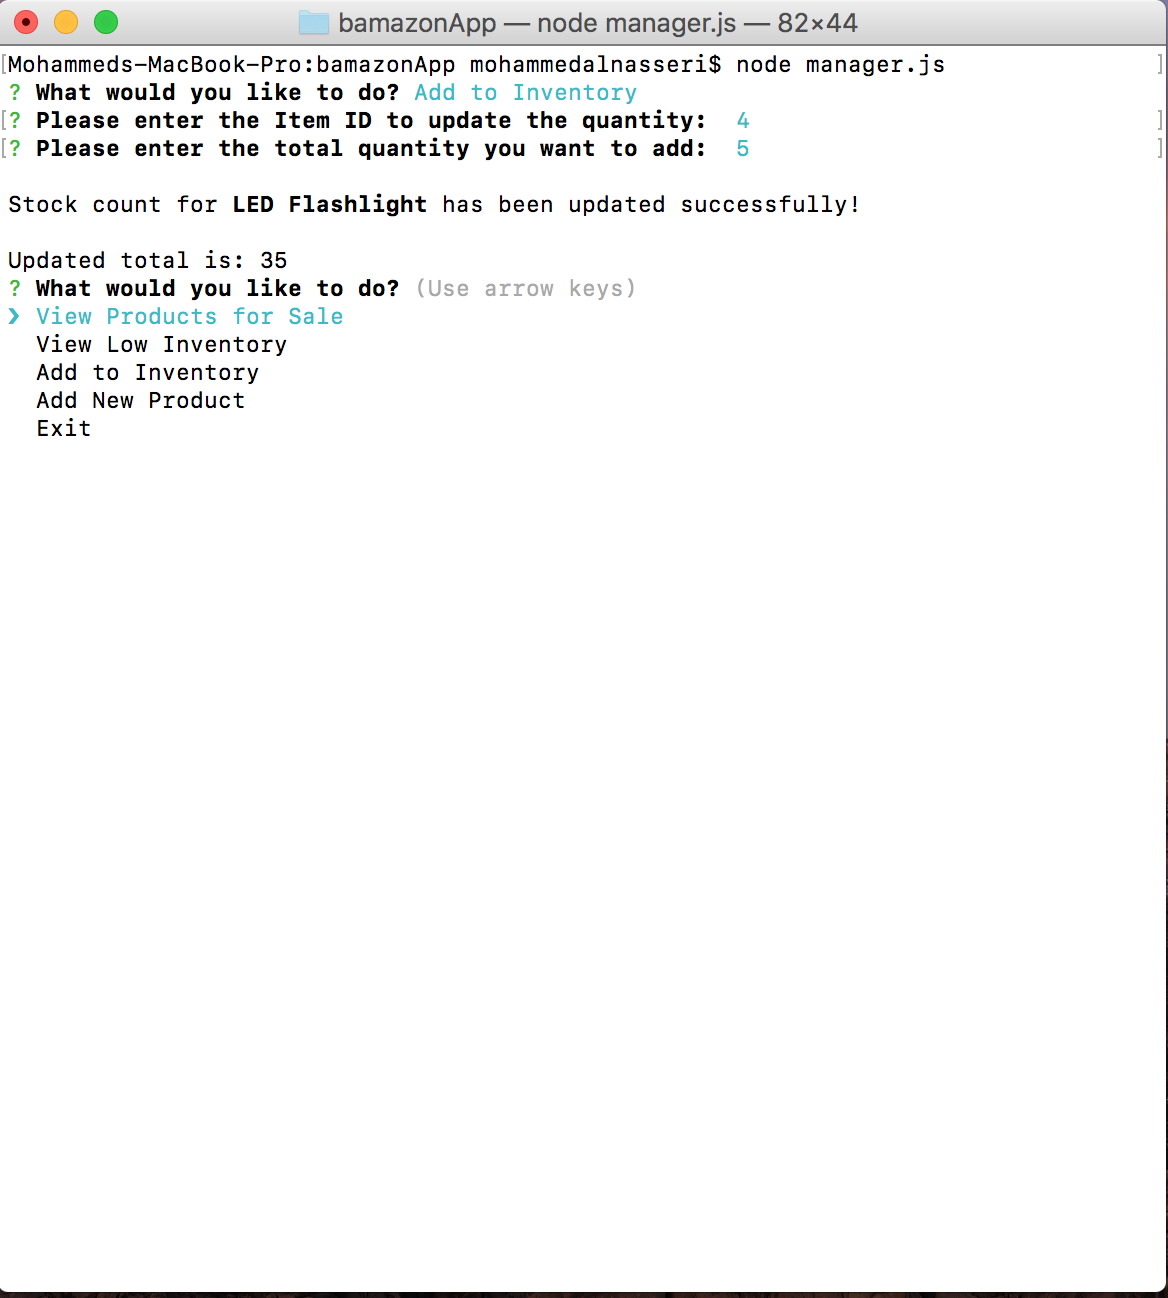 bamazonApp — node manager.js — 82×44
[Mohammeds-MacBook-Pro:bamazonApp mohammedalnasseri$ node manager.js ]
? What would you like to do? Add to Inventory
[? Please enter the Item ID to update the quantity:  4 ]
[? Please enter the total quantity you want to add:  5 ]
Stock count for LED Flashlight has been updated successfully!
Updated total is: 35
? What would you like to do? (Use arrow keys)
❯ View Products for Sale
View Low Inventory
Add to Inventory
Add New Product
Exit